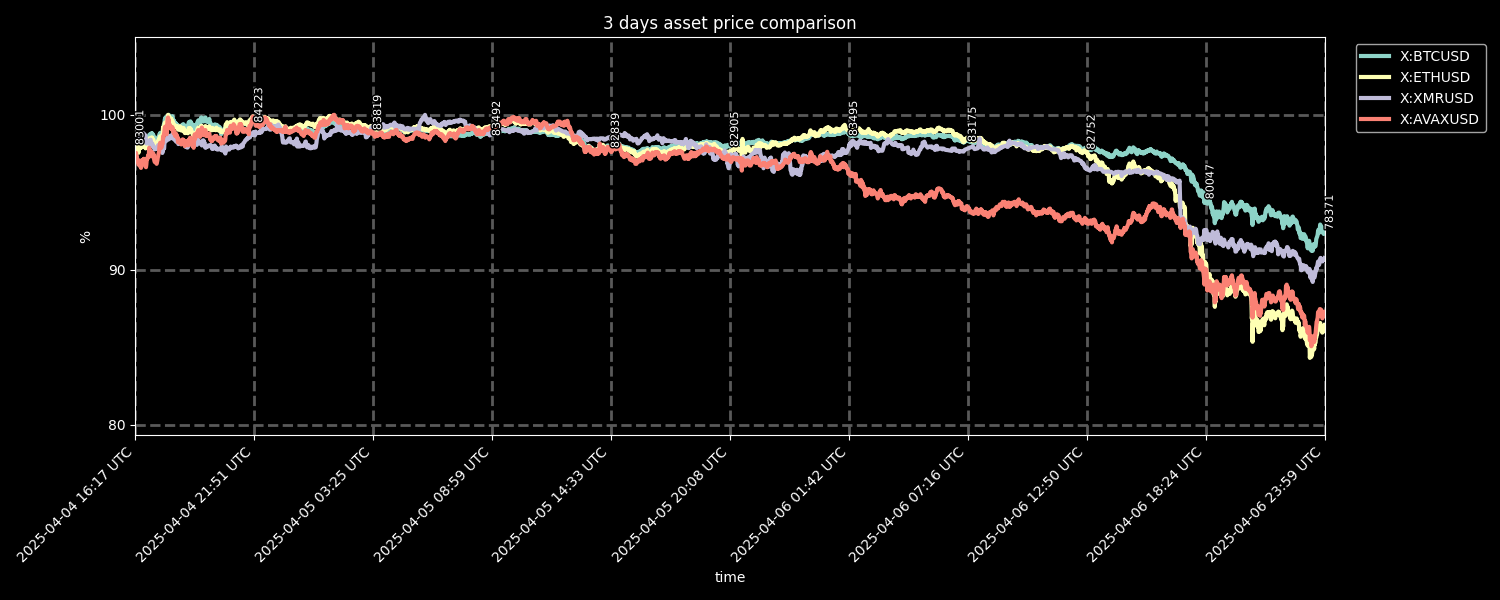 3 days asset price comparison
X:BTCUSD
X:ETHUSD
X:XMRUSD
X:AVAXUSD
100
90
80
%
83001
84223
83819
83492
82839
82905
83495
83175
82752
80047
78371
2025-04-04 16:17 UTC
2025-04-04 21:51 UTC
2025-04-05 03:25 UTC
2025-04-05 08:59 UTC
2025-04-05 14:33 UTC
2025-04-05 20:08 UTC
2025-04-06 01:42 UTC
2025-04-06 07:16 UTC
2025-04-06 12:50 UTC
2025-04-06 18:24 UTC
2025-04-06 23:59 UTC
time